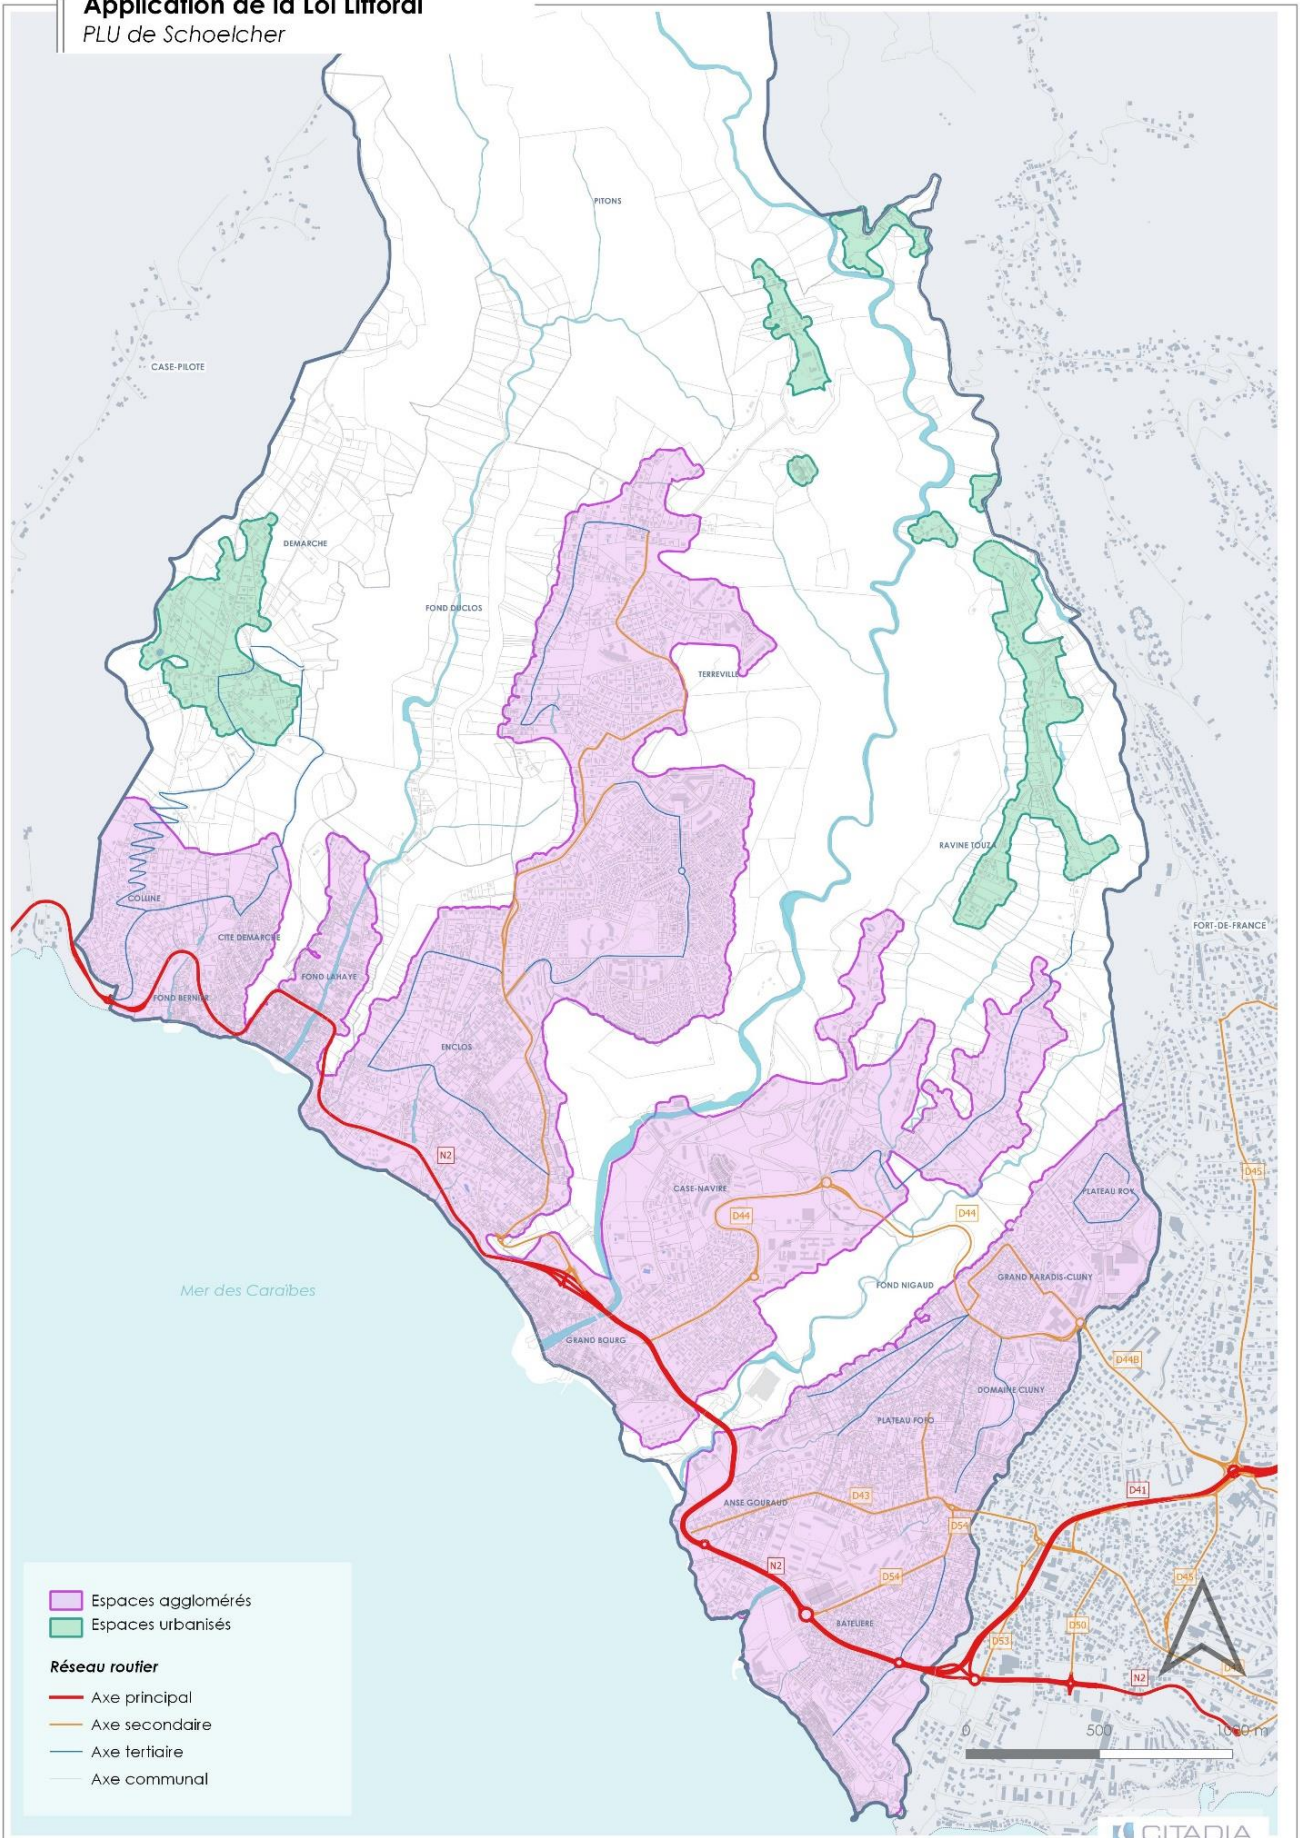 Application de la Loi Littoral
PLU de Schoelcher
PITONS
CASE-PILOTE
DEMARCHE
FOND DUCLOS
TERREVILLE
RAVINE TOUZA
COLLINE
CITE DEMARCHE
FORT-DE-FRANCE
FOND LAHAYE
FOND BERNIER
ENCLOS
N2
D45
CASE-NAVIRE
PLATEAU ROY
D44
D44
Mer des Caraïbes
FOND NIGAUD
GRAND PARADIS-CLUNY
GRAND BOURG
D44B
DOMAINE CLUNY
PLATEAU FOFO
D41
ANSE GOURAUD
D43
D54
N2
D54
D45
BATELIERE
D50
D53
N2
Espaces agglomérés
Espaces urbanisés
Réseau routier
Axe principal
Axe secondaire
Axe tertiaire
Axe communal
0 500 1000 m
CITADIA